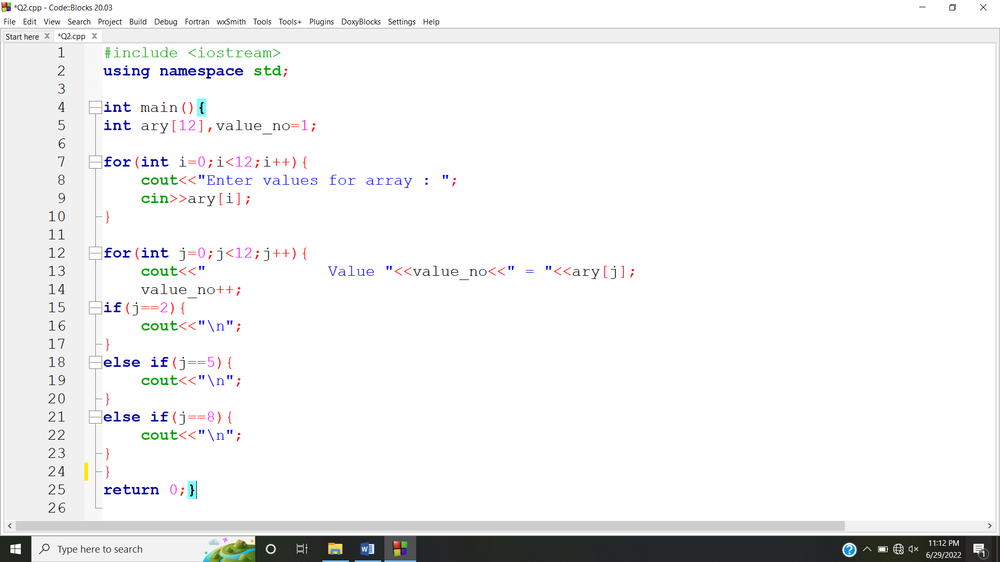 *Q2.cpp - Code::Blocks 20.03
File Edit View Search Project Build Debug Fortran wxSmith Tools Tools+ Plugins DoxyBlocks Settings Help
Start here X *Q2.cpp X
1 #include <iostream>
2 using namespace std;
3
4 int main(){
5 int ary[12],value_no=1;
6
7 for(int i=0;i<12;i++){
8     cout<<"Enter values for array : ";
9     cin>>ary[i];
10 }
11
12 for(int j=0;j<12;j++){
13     cout<<"             Value "<<value_no<<" = "<<ary[j];
14     value_no++;
15 if(j==2){
16     cout<<"\n";
17 }
18 else if(j==5){
19     cout<<"\n";
20 }
21 else if(j==8){
22     cout<<"\n";
23 }
24 }
25 return 0;}
26
Type here to search
11:12 PM
6/29/2022
1